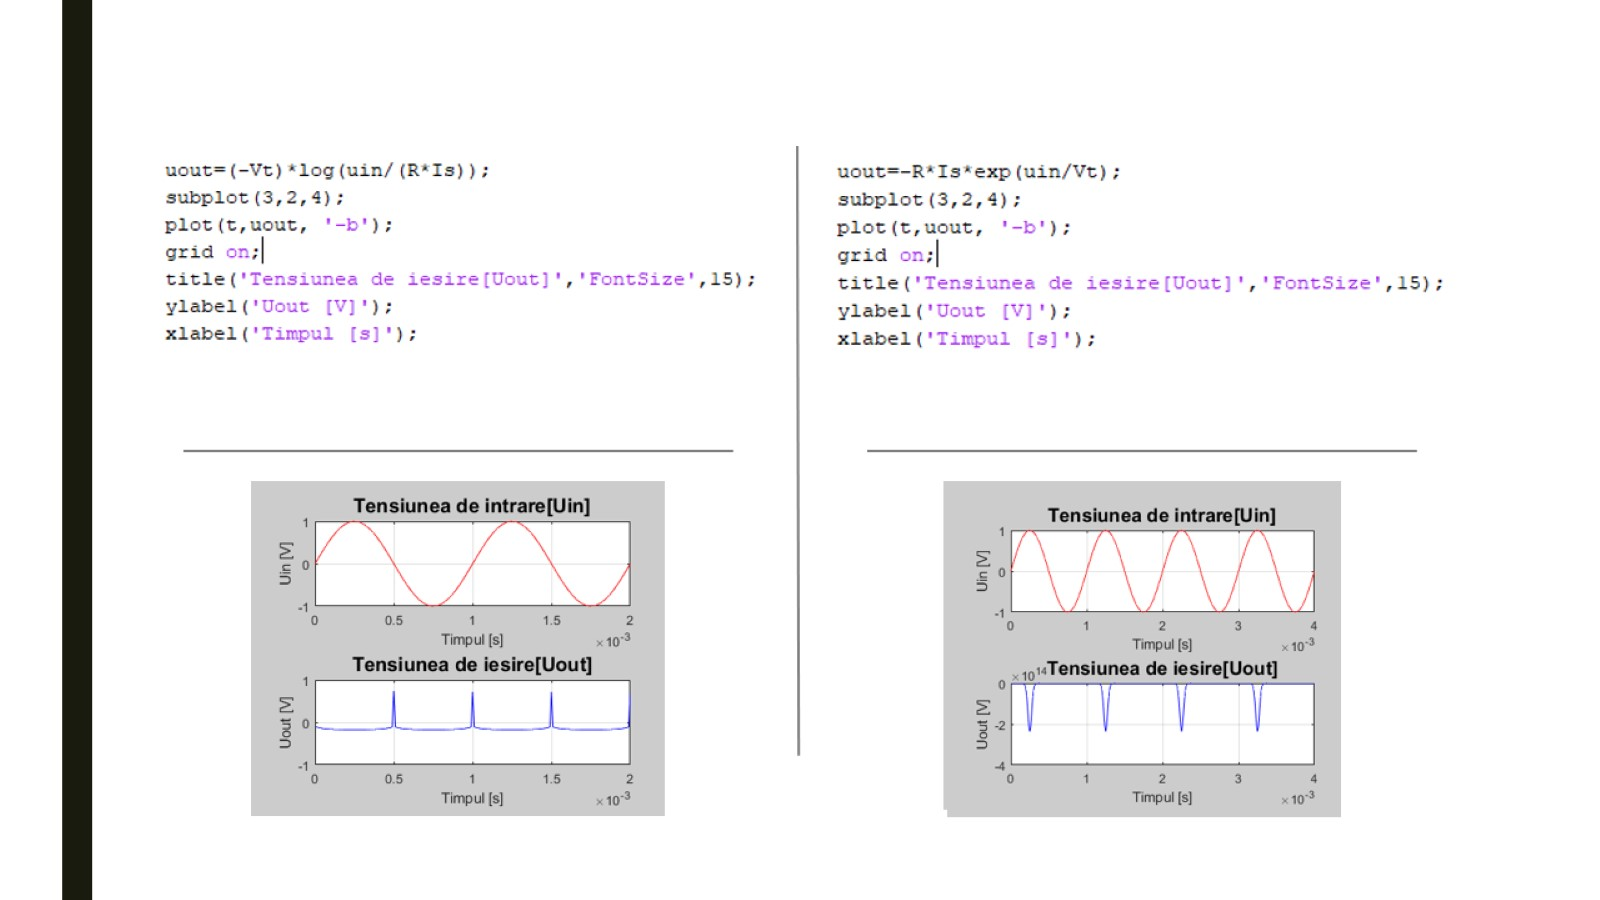 uout=(-Vt)*log(uin/(R*Is));
subplot(3,2,4);
plot(t,uout, '-b');
grid on;
title('Tensiunea de iesire[Uout]','FontSize',15);
ylabel('Uout [V]');
xlabel('Timpul [s]');
uout=-R*Is*exp(uin/Vt);
subplot(3,2,4);
plot(t,uout, '-b');
grid on;
title('Tensiunea de iesire[Uout]','FontSize',15);
ylabel('Uout [V]');
xlabel('Timpul [s]');
Tensiunea de intrare[Uin]
Uin [V]
1
0
-1
0 0.5 1 1.5 2
Timpul [s]
×10-3
Tensiunea de iesire[Uout]
Uout [V]
1
0
-1
0 0.5 1 1.5 2
Timpul [s]
×10-3
Tensiunea de intrare[Uin]
Uin [V]
1
0
-1
0 1 2 3 4
Timpul [s]
×10-3
×1014 Tensiunea de iesire[Uout]
Uout [V]
0
-2
-4
0 1 2 3 4
Timpul [s]
×10-3